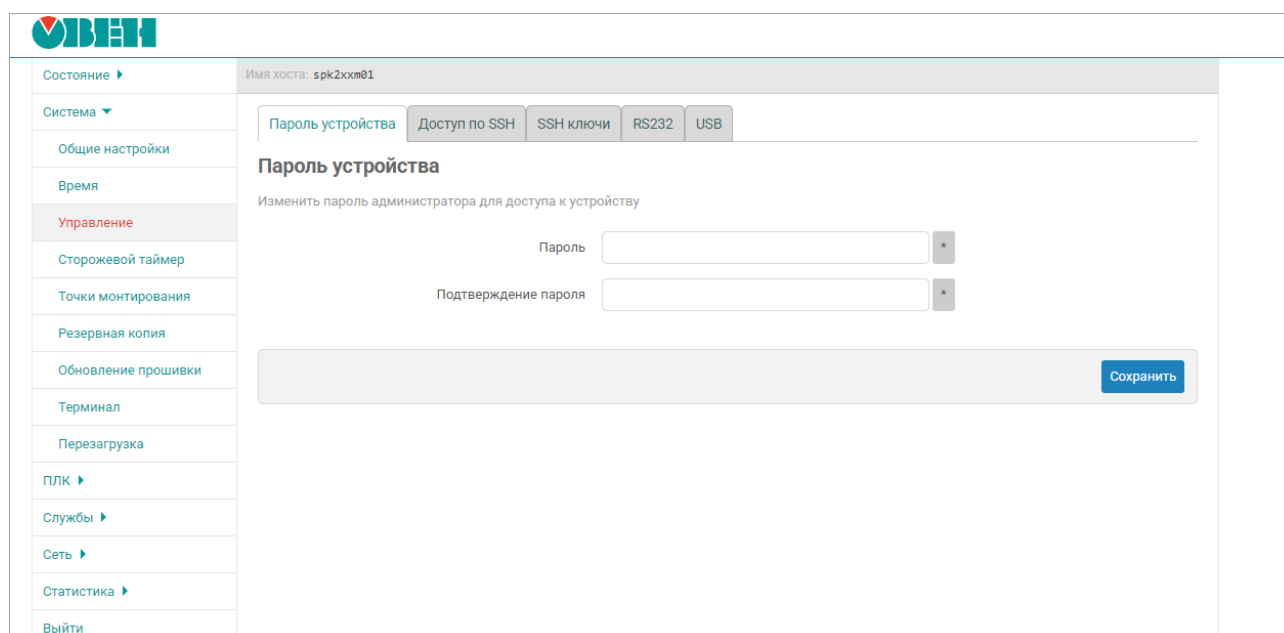 ОВЕН
Состояние
Имя хоста: spk2xxm01
Система
Пароль устройства
Доступ по SSH
SSH ключи
RS232
USB
Общие настройки
Пароль устройства
Время
Изменить пароль администратора для доступа к устройству
Управление
Пароль
*
Сторожевой таймер
Точки монтирования
Подтверждение пароля
*
Резервная копия
Обновление прошивки
Сохранить
Терминал
Перезагрузка
ПЛК
Службы
Сеть
Статистика
Выйти